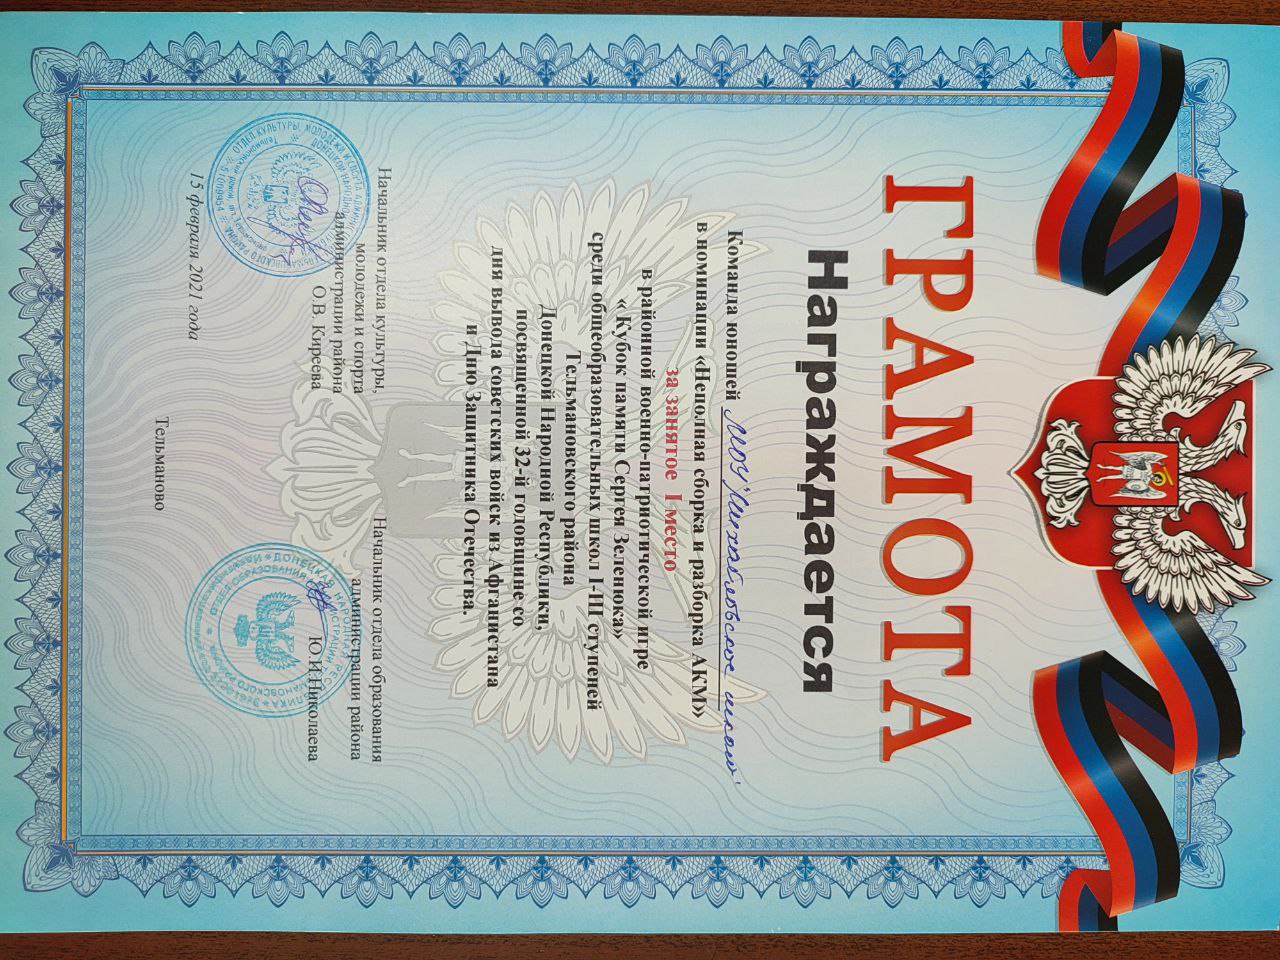 ГРАМОТА
Награждается
Команда юношей МОУ "Михайловская школа"
в номинации «Неполная сборка и разборка АКМ»
за занятое I место
в районной военно-патриотической игре
«Кубок памяти Сергея Зеленюка»
среди общеобразовательных школ I-III ступеней
Тельмановского района
Донецкой Народной Республики,
посвященной 32-й годовщине со
дня вывода советских войск из Афганистана
и Дню Защитника Отечества.
Начальник отдела культуры,
молодежи и спорта
администрации района
О.В. Киреева
Начальник отдела образования
администрации района
Ю.И.Николаева
15 февраля 2021 года
Тельманово